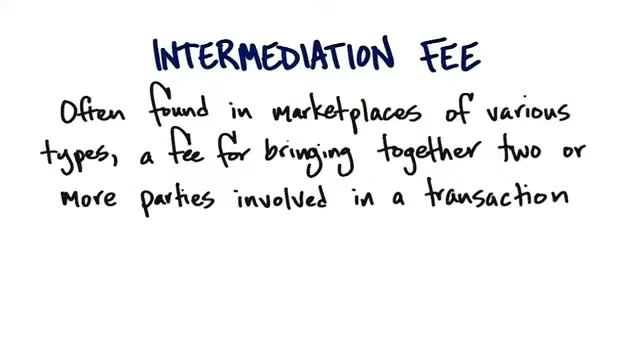 INTERMEDIATION FEE
Often found in marketplaces of various
types, a fee for bringing together two or
more parties involved in a transaction